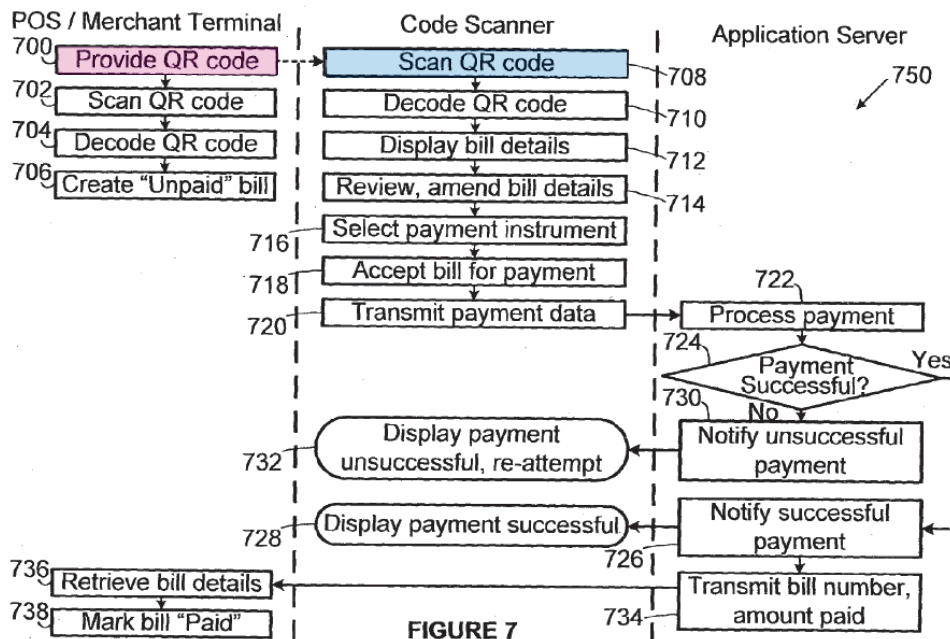 POS / Merchant Terminal
Code Scanner
Application Server
700
Provide QR code
Scan QR code
708
750
702
Scan QR code
Decode QR code
710
704
Decode QR code
Display bill details
712
706
Create “Unpaid” bill
Review, amend bill details
714
716
Select payment instrument
718
Accept bill for payment
722
720
Transmit payment data
Process payment
724
Payment
Successful?
Yes
730
No
Display payment
unsuccessful, re-attempt
732
Notify unsuccessful
payment
Display payment successful
728
Notify successful
payment
726
736
Retrieve bill details
Transmit bill number,
amount paid
734
738
Mark bill “Paid”
FIGURE 7